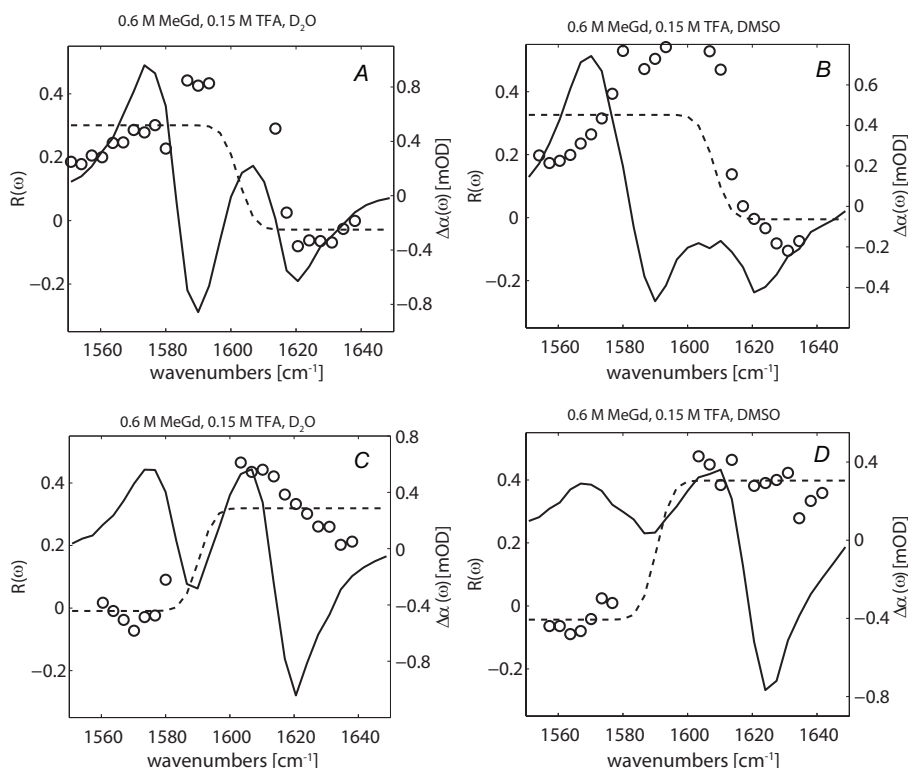 0.6 M MeGd, 0.15 M TFA, D2O
A
0.4
0.2
0
−0.2
R(ω)
0.8
0.4
0
−0.4
−0.8
Δα(ω) [mOD]
1560 1580 1600 1620 1640
wavenumbers [cm-1]
0.6 M MeGd, 0.15 M TFA, DMSO
B
0.4
0.2
0
−0.2
R(ω)
0.4
0.2
0
−0.2
−0.4
Δα(ω) [mOD]
1560 1580 1600 1620 1640
wavenumbers [cm-1]
0.6 M MeGd, 0.15 M TFA, D2O
C
0.4
0.2
0
−0.2
R(ω)
0.8
0.4
0
−0.4
−0.8
Δα (ω) [mOD]
1560 1580 1600 1620 1640
wavenumbers [cm-1]
0.6 M MeGd, 0.15 M TFA, DMSO
D
0.4
0.2
0
−0.2
R(ω)
0.4
0
−0.4
−0.8
Δα (ω) [mOD]
1560 1580 1600 1620 1640
wavenumbers [cm-1]